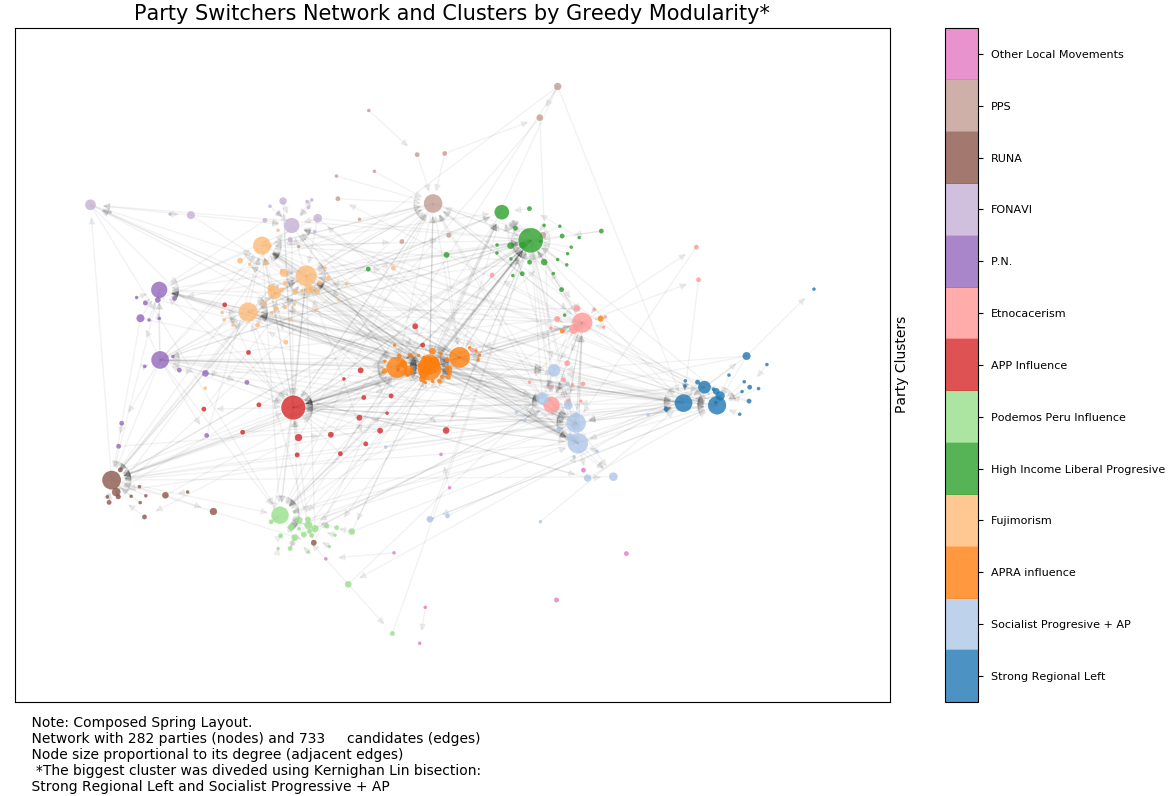 Party Switchers Network and Clusters by Greedy Modularity*
Other Local Movements
PPS
RUNA
FONAVI
P.N.
Etnocacerism
APP Influence
Podemos Peru Influence
High Income Liberal Progresive
Fujimorism
APRA influence
Socialist Progresive + AP
Strong Regional Left
Party Clusters
Note: Composed Spring Layout.
Network with 282 parties (nodes) and 733 candidates (edges)
Node size proportional to its degree (adjacent edges)
*The biggest cluster was diveded using Kernighan Lin bisection:
Strong Regional Left and Socialist Progressive + AP